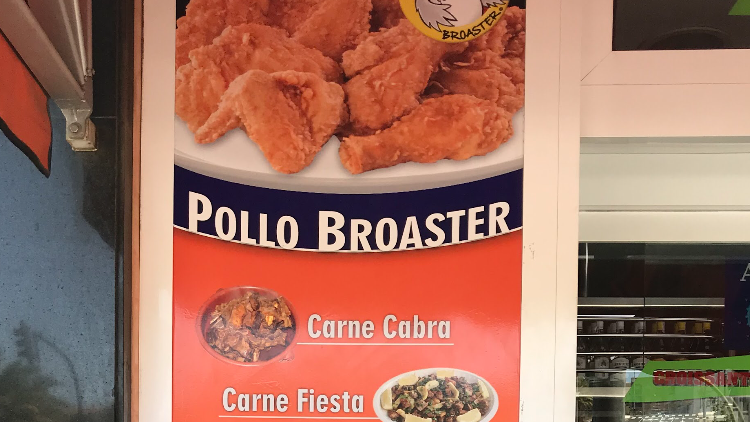 BROASTER
POLLO BROASTER
Carne Cabra
Carne Fiesta